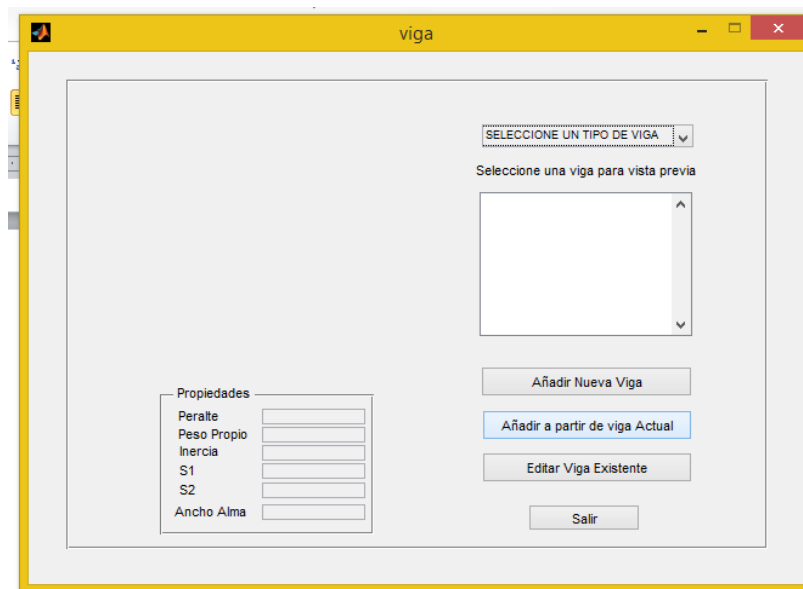 viga
SELECCIONE UN TIPO DE VIGA
Seleccione una viga para vista previa
Añadir Nueva Viga
Añadir a partir de viga Actual
Editar Viga Existente
Salir
Propiedades
Peralte
Peso Propio
Inercia
S1
S2
Ancho Alma